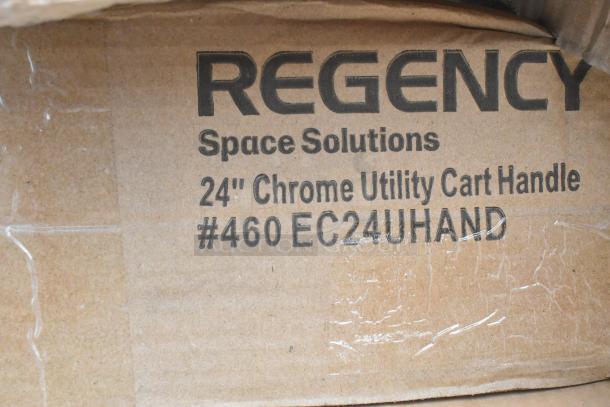 REGENCY
Space Solutions
24" Chrome Utility Cart Handle
#460 EC24UHAND